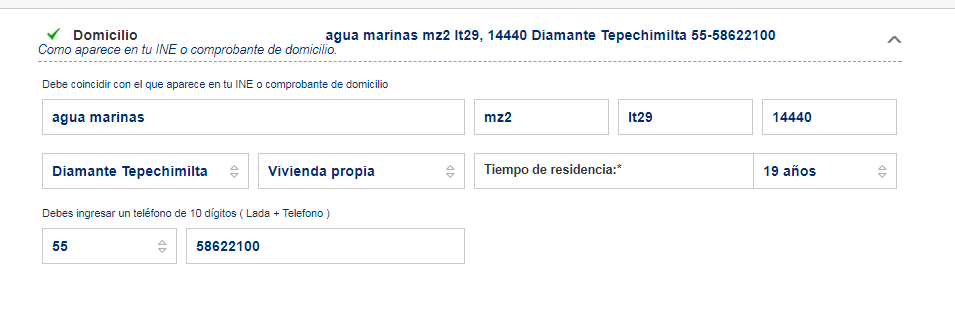 Domicilio agua marinas mz2 lt29, 14440 Diamante Tepechimilta 55-58622100
Como aparece en tu INE o comprobante de domicilio.
Debe coincidir con el que aparece en tu INE o comprobante de domicilio
agua marinas mz2 lt29 14440
Diamante Tepechimilta Vivienda propia Tiempo de residencia:* 19 años
Debes ingresar un teléfono de 10 dígitos ( Lada + Telefono )
55 58622100